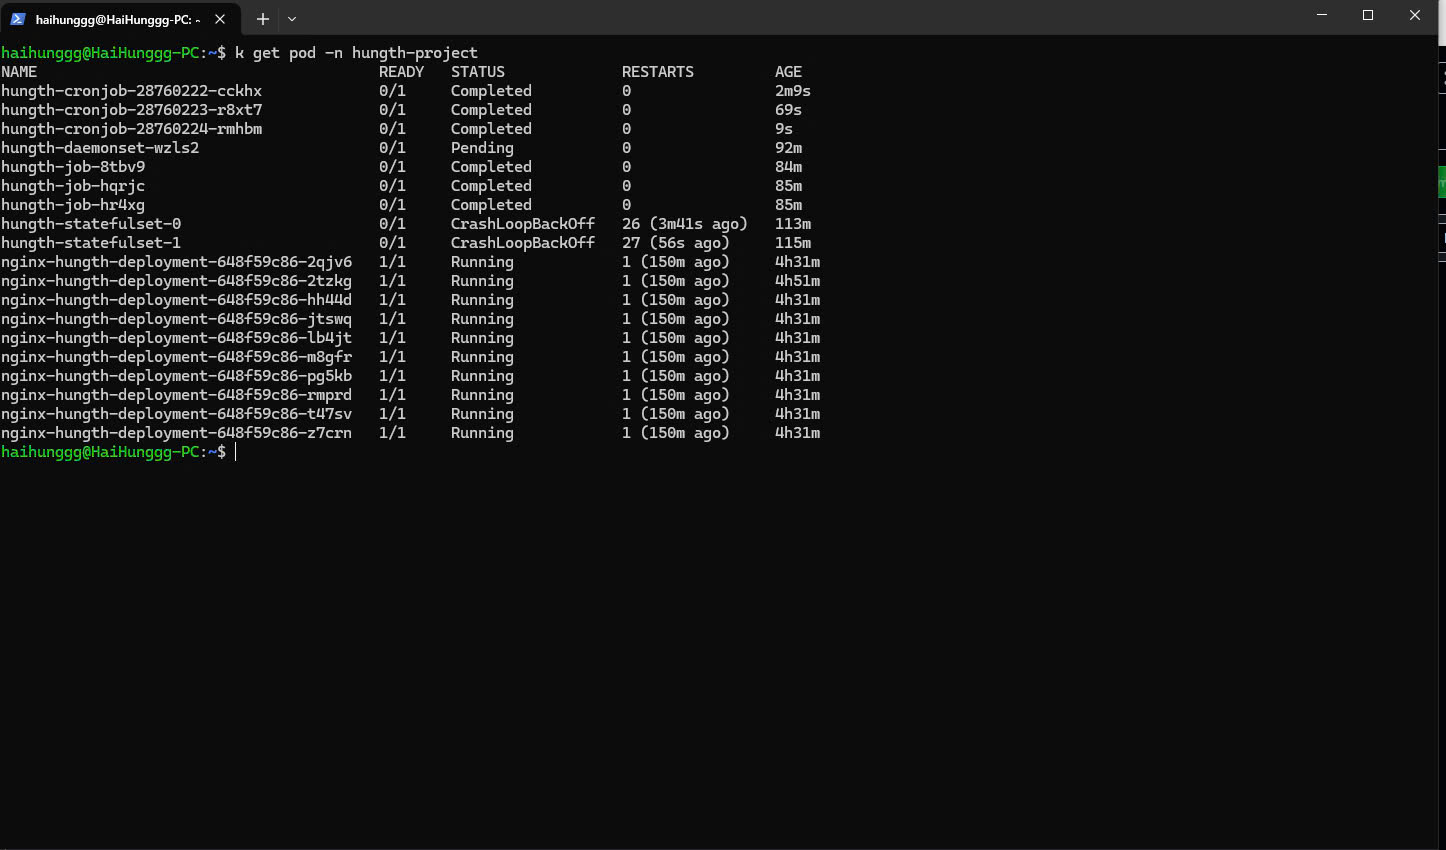 haihunggg@HaiHunggg-PC: ~
haihunggg@HaiHunggg-PC:~$ k get pod -n hungth-project
NAME READY STATUS RESTARTS AGE
hungth-cronjob-28760222-cckhx 0/1 Completed 0 2m9s
hungth-cronjob-28760223-r8xt7 0/1 Completed 0 69s
hungth-cronjob-28760224-rmhbm 0/1 Completed 0 9s
hungth-daemonset-wzls2 0/1 Pending 0 92m
hungth-job-8tbv9 0/1 Completed 0 84m
hungth-job-hqrjc 0/1 Completed 0 85m
hungth-job-hr4xg 0/1 Completed 0 85m
hungth-statefulset-0 0/1 CrashLoopBackOff 26 (3m41s ago) 113m
hungth-statefulset-1 0/1 CrashLoopBackOff 27 (56s ago) 115m
nginx-hungth-deployment-648f59c86-2qjv6 1/1 Running 1 (150m ago) 4h31m
nginx-hungth-deployment-648f59c86-2tzkg 1/1 Running 1 (150m ago) 4h51m
nginx-hungth-deployment-648f59c86-hh44d 1/1 Running 1 (150m ago) 4h31m
nginx-hungth-deployment-648f59c86-jtswq 1/1 Running 1 (150m ago) 4h31m
nginx-hungth-deployment-648f59c86-lb4jt 1/1 Running 1 (150m ago) 4h31m
nginx-hungth-deployment-648f59c86-m8gfr 1/1 Running 1 (150m ago) 4h31m
nginx-hungth-deployment-648f59c86-pg5kb 1/1 Running 1 (150m ago) 4h31m
nginx-hungth-deployment-648f59c86-rmprd 1/1 Running 1 (150m ago) 4h31m
nginx-hungth-deployment-648f59c86-t47sv 1/1 Running 1 (150m ago) 4h31m
nginx-hungth-deployment-648f59c86-z7crn 1/1 Running 1 (150m ago) 4h31m
haihunggg@HaiHunggg-PC:~$